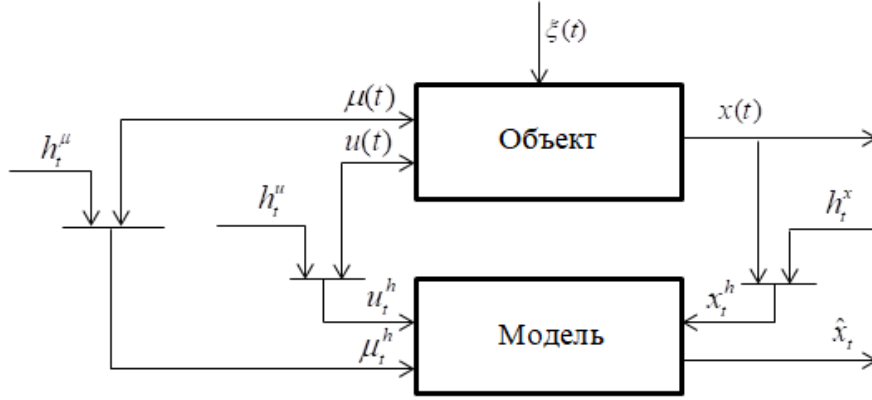 ξ(t)
μ(t)
x(t)
u(t)
Объект
h_t^μ
h_t^u
h_t^x
u_t^h
x_t^h
Модель
x̂_t
μ_t^h